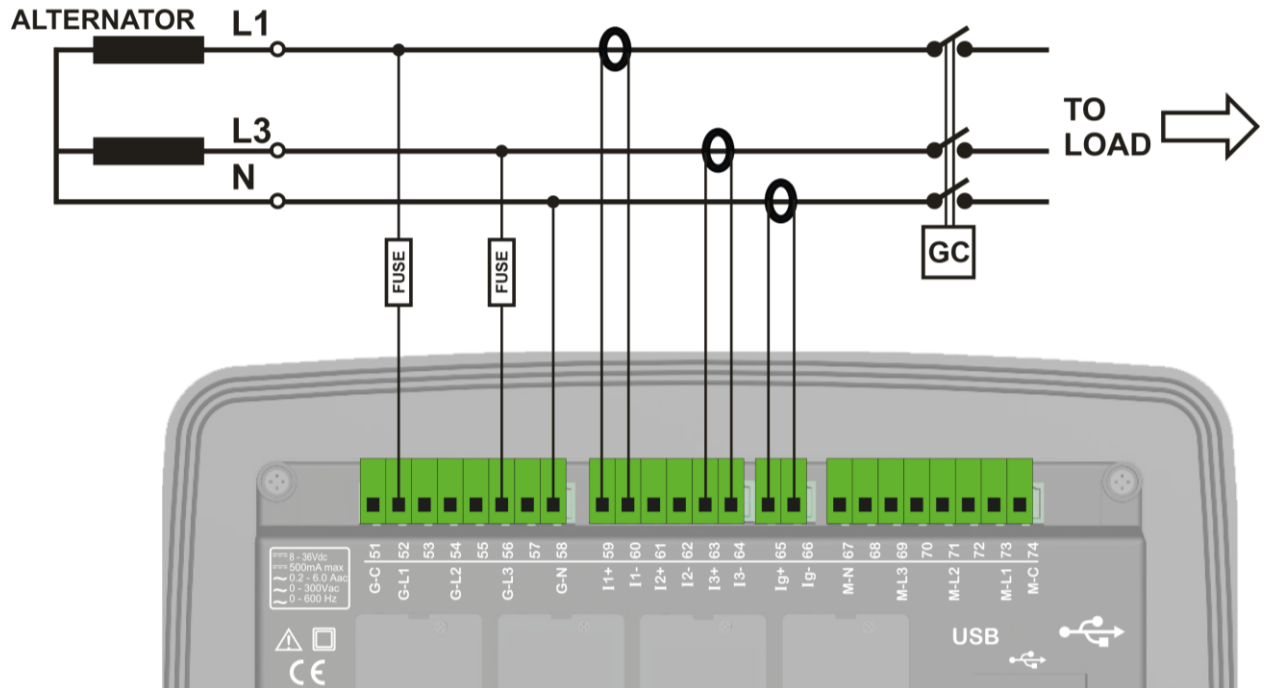 ALTERNATOR
L1
L3
N
TO
LOAD
FUSE
FUSE
GC
8 - 36Vdc
500mA max
0.2 - 6.0 Aac
0 - 300Vac
0 - 600 Hz
51 52 53 54 55 56 57 58 59 60 61 62 63 64 65 66 67 68 69 70 71 72 73 74
G-C G-L1 G-L2 G-L3 G-N I1+ I1- I2+ I2- I3+ I3- Ig+ Ig- M-N M-L3 M-L2 M-L1 M-C
USB
CE